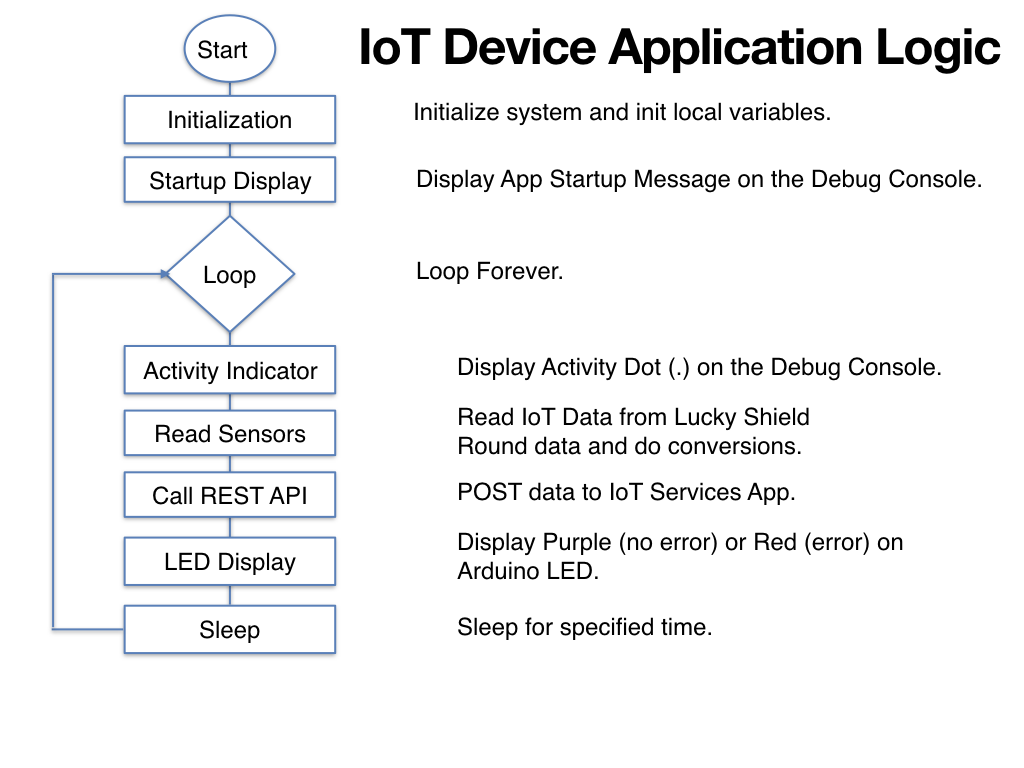 Start
IoT Device Application Logic
Initialization
Initialize system and init local variables.
Startup Display
Display App Startup Message on the Debug Console.
Loop
Loop Forever.
Activity Indicator
Display Activity Dot (.) on the Debug Console.
Read Sensors
Read IoT Data from Lucky Shield
Round data and do conversions.
Call REST API
POST data to IoT Services App.
LED Display
Display Purple (no error) or Red (error) on
Arduino LED.
Sleep
Sleep for specified time.